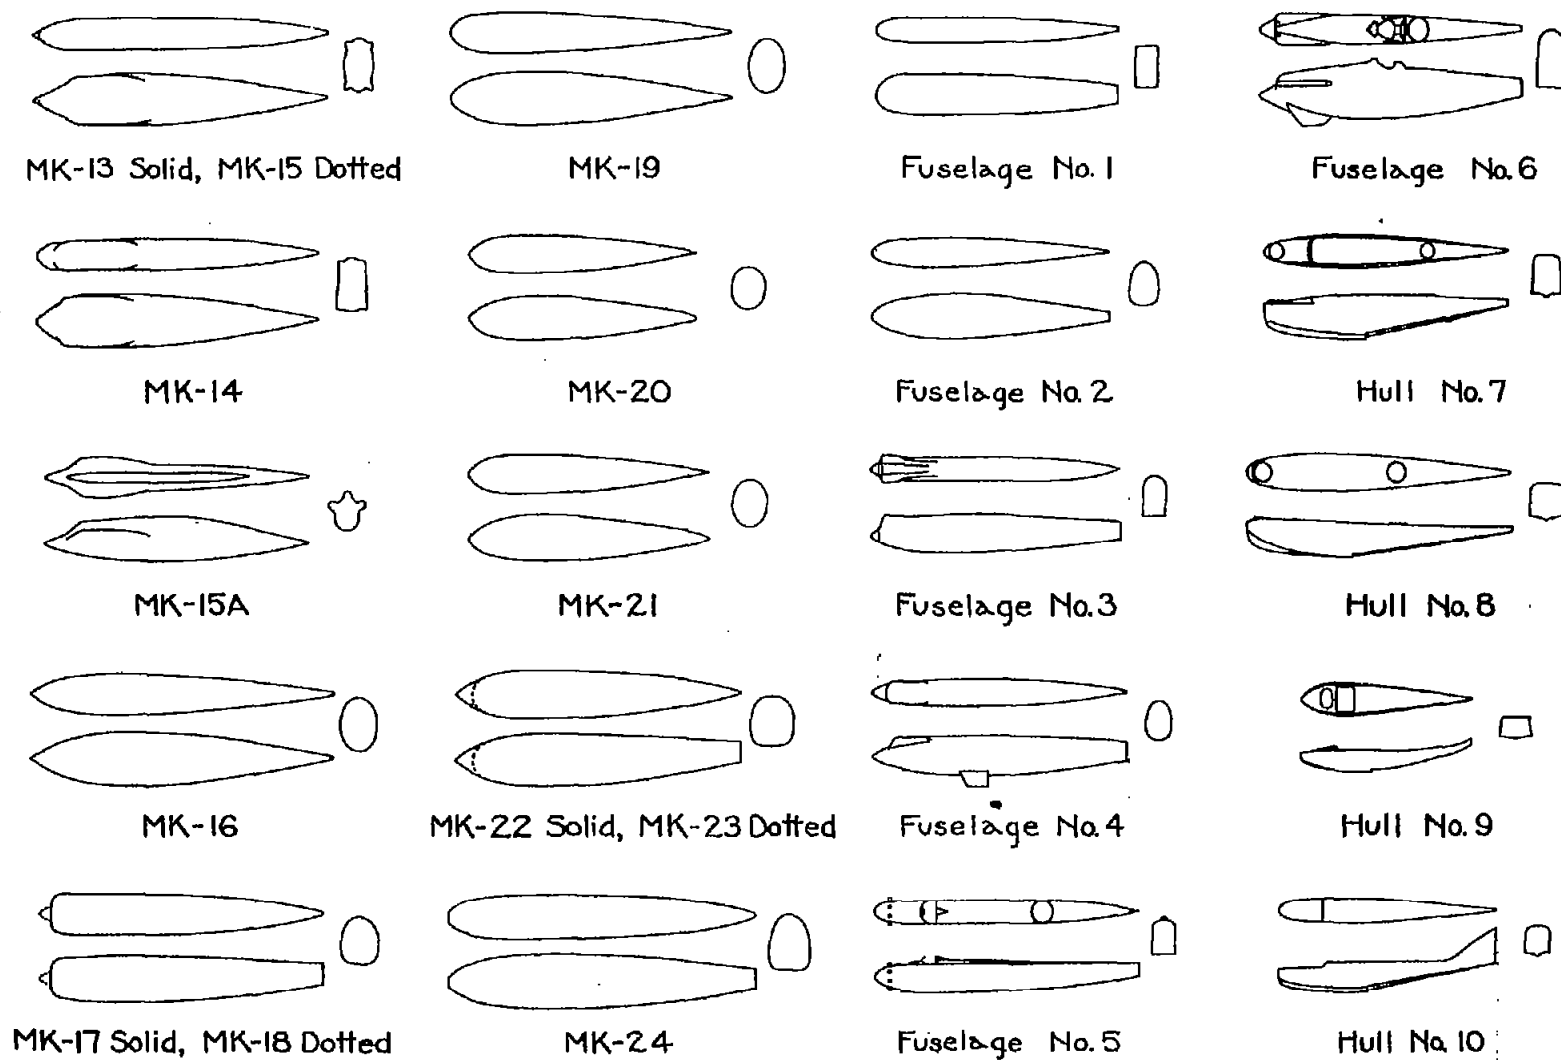 MK-13 Solid, MK-15 Dotted
MK-19
Fuselage No. 1
Fuselage No. 6
MK-14
MK-20
Fuselage No. 2
Hull No. 7
MK-15A
MK-21
Fuselage No. 3
Hull No. 8
MK-16
MK-22 Solid, MK-23 Dotted
Fuselage No. 4
Hull No. 9
MK-17 Solid, MK-18 Dotted
MK-24
Fuselage No. 5
Hull No 10